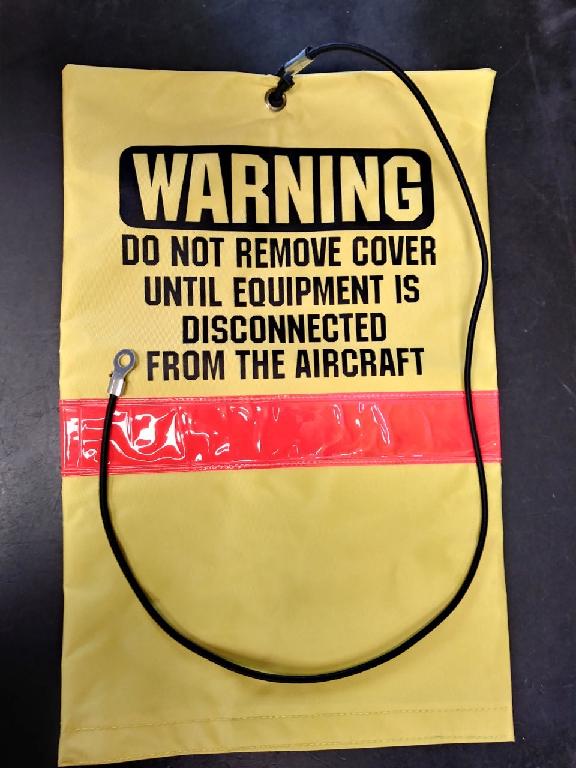 WARNING
DO NOT REMOVE COVER
UNTIL EQUIPMENT IS
DISCONNECTED
FROM THE AIRCRAFT